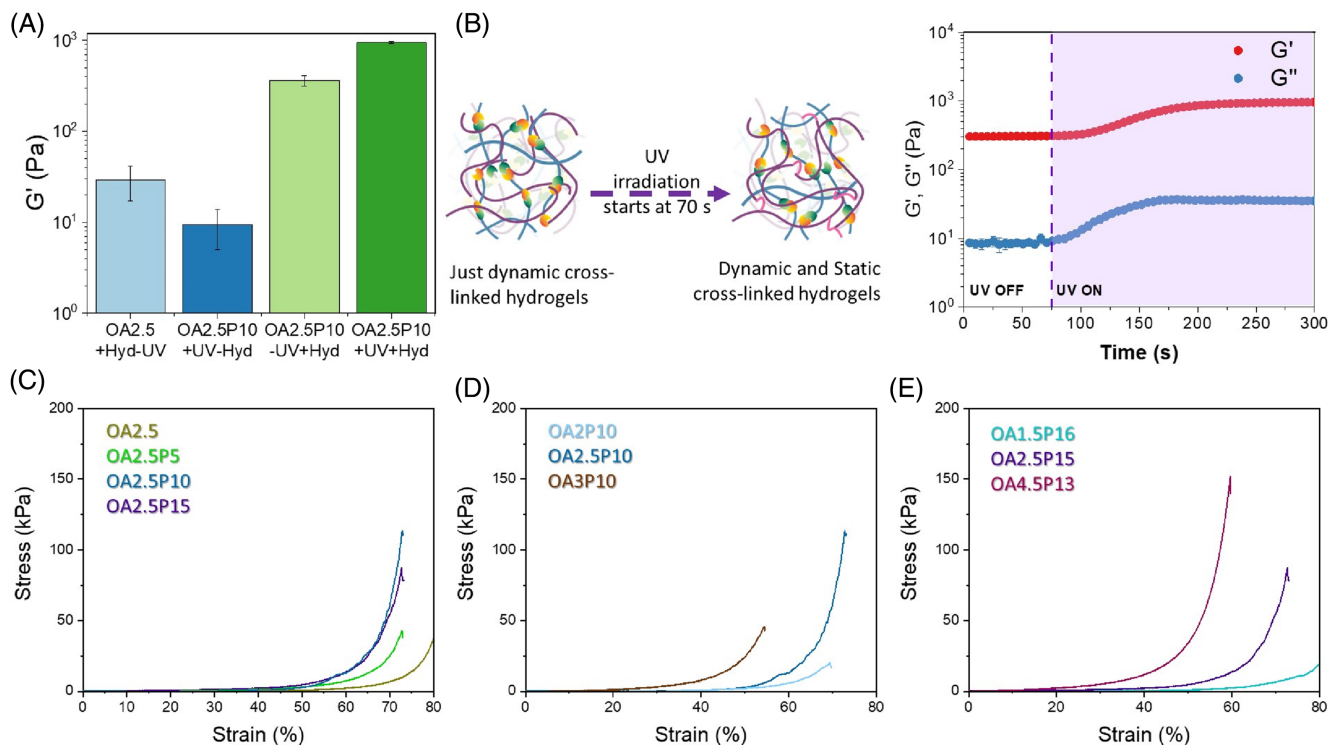 (A)
10³
10²
10¹
10⁰
G' (Pa)
OA2.5
+Hyd-UV
OA2.5P10
+UV-Hyd
OA2.5P10
-UV+Hyd
OA2.5P10
+UV+Hyd
(B)
UV
irradiation
starts at 70 s
Just dynamic cross-
linked hydrogels
Dynamic and Static
cross-linked hydrogels
G'
G"
10⁴
10³
10²
10¹
10⁰
G', G" (Pa)
UV OFF
UV ON
0 50 100 150 200 250 300
Time (s)
(C)
OA2.5
OA2.5P5
OA2.5P10
OA2.5P15
200
150
100
50
0
Stress (kPa)
0 10 20 30 40 50 60 70 80
Strain (%)
(D)
OA2P10
OA2.5P10
OA3P10
200
150
100
50
0
Stress (kPa)
0 20 40 60 80
Strain (%)
(E)
OA1.5P16
OA2.5P15
OA4.5P13
200
150
100
50
0
Stress (kPa)
0 20 40 60 80
Strain (%)